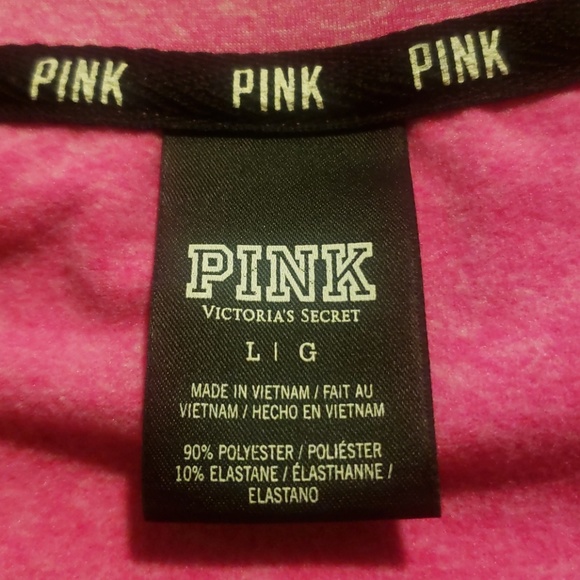 PINK PINK PINK
PINK
VICTORIA'S SECRET
L | G
MADE IN VIETNAM / FAIT AU
VIETNAM / HECHO EN VIETNAM
90% POLYESTER / POLIÉSTER
10% ELASTANE / ÉLASTHANNE /
ELASTANO